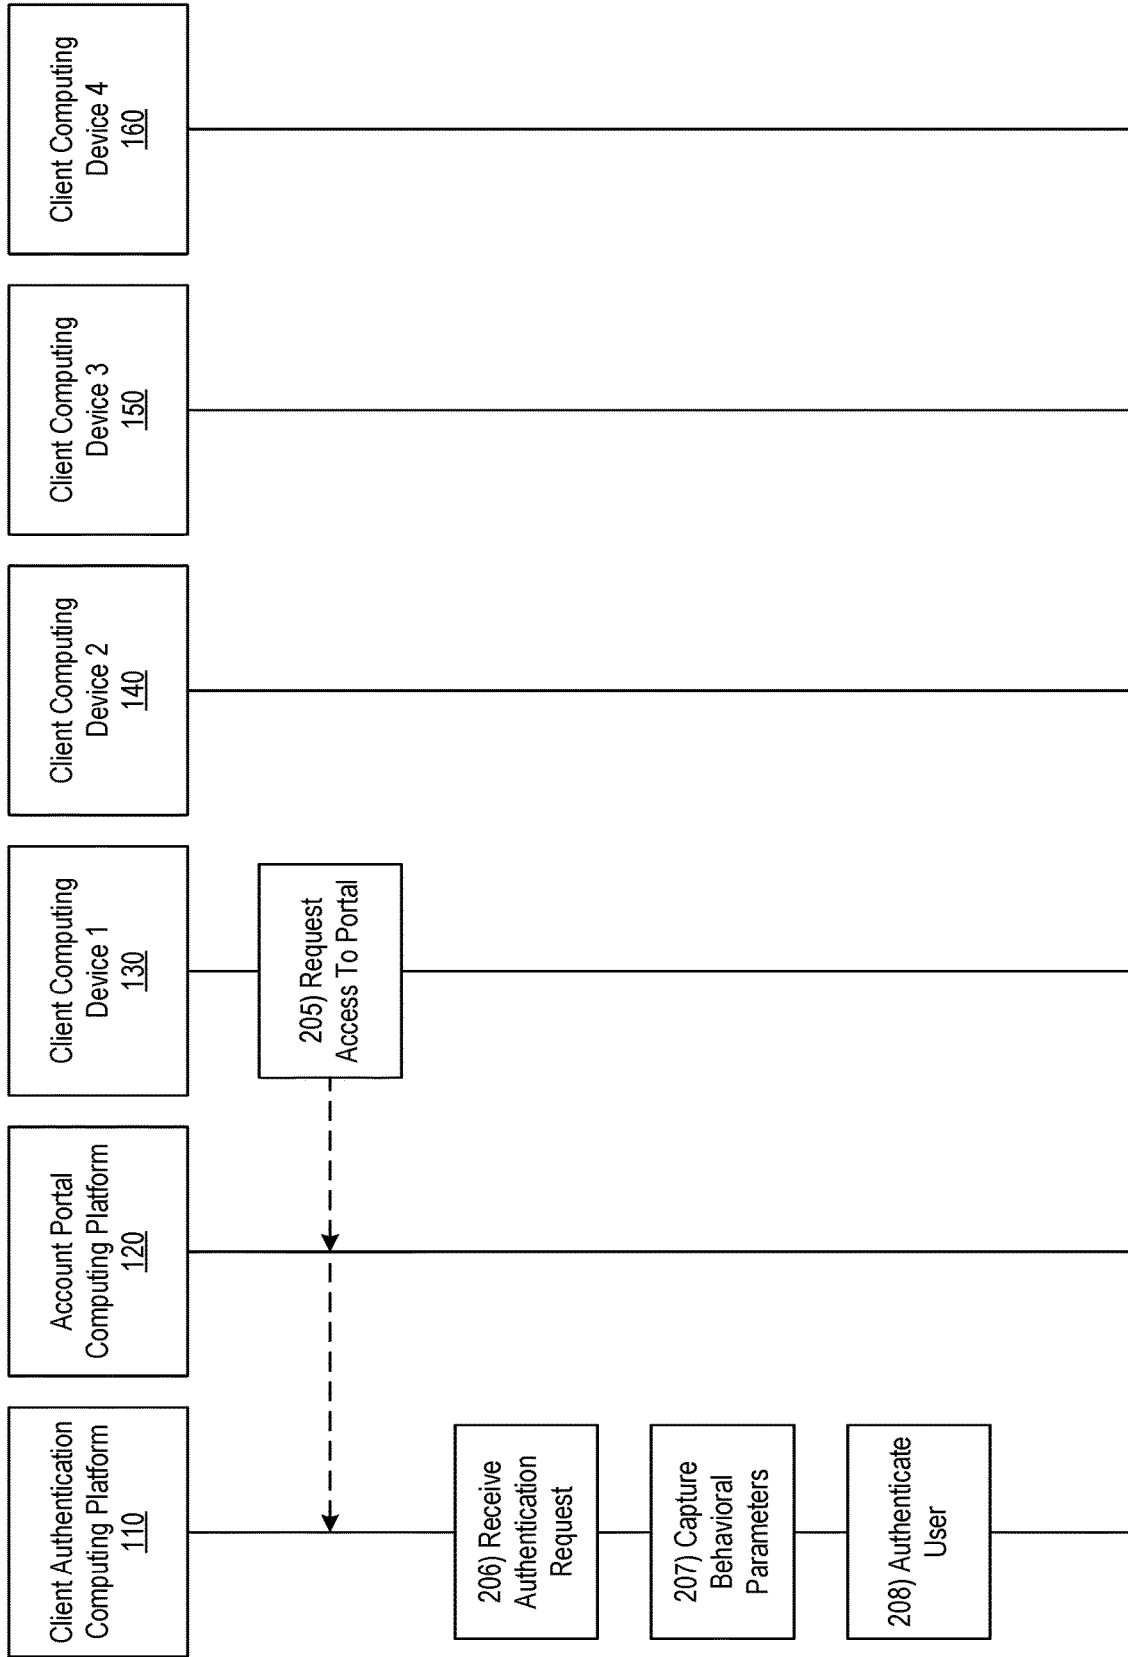 Client Authentication
Computing Platform
110
Account Portal
Computing Platform
120
Client Computing
Device 1
130
Client Computing
Device 2
140
Client Computing
Device 3
150
Client Computing
Device 4
160
205) Request
Access To Portal
206) Receive
Authentication
Request
207) Capture
Behavioral
Parameters
208) Authenticate
User